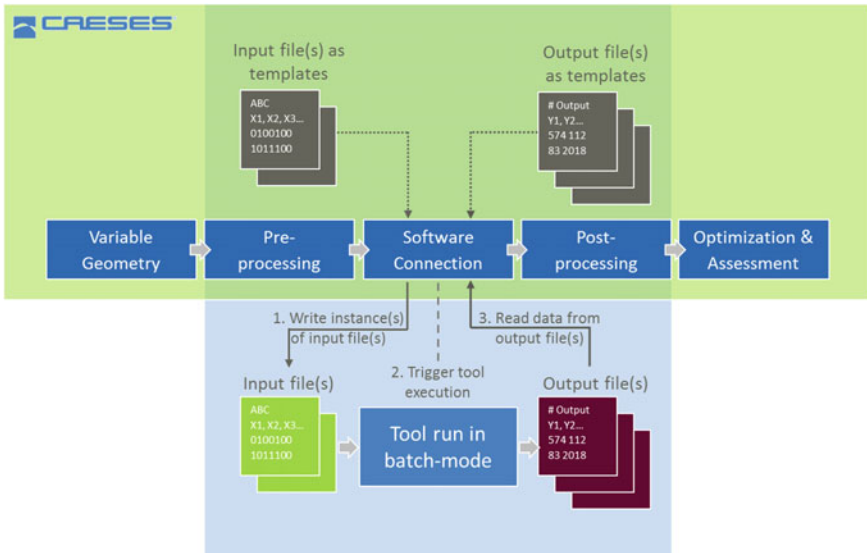 CAESES
Input file(s) as
templates
Output file(s)
as templates
ABC
X1, X2, X3...
0100100
1011100
# Output
Y1, Y2...
574 112
83 2018
Variable
Geometry
Pre-
processing
Software
Connection
Post-
processing
Optimization &
Assessment
1. Write instance(s)
of input file(s)
3. Read data from
output file(s)
2. Trigger tool
execution
Input file(s)
Output file(s)
ABC
X1, X2, X3...
0100100
1011100
Tool run in
batch-mode
# Output
Y1, Y2...
574 112
83 2018